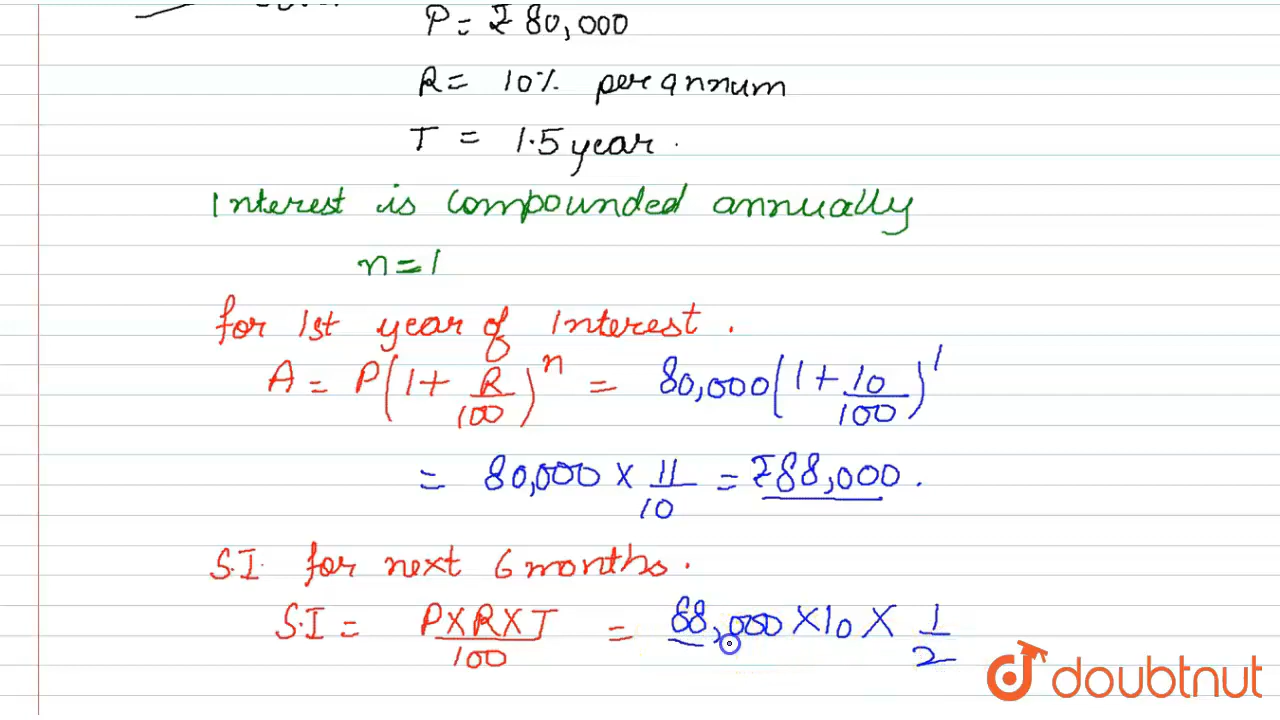 P = ₹ 80,000
R = 10% per annum
T = 1.5 year.
Interest is compounded annually
n = 1
for 1st year of Interest.
A = P(1 + R/100)^n = 80,000(1 + 10/100)^1
= 80,000 × 11/10 = ₹88,000.
S.I. for next 6 months.
S.I = P×R×T/100 = 88,000 × 10 × 1/2
doubtnut